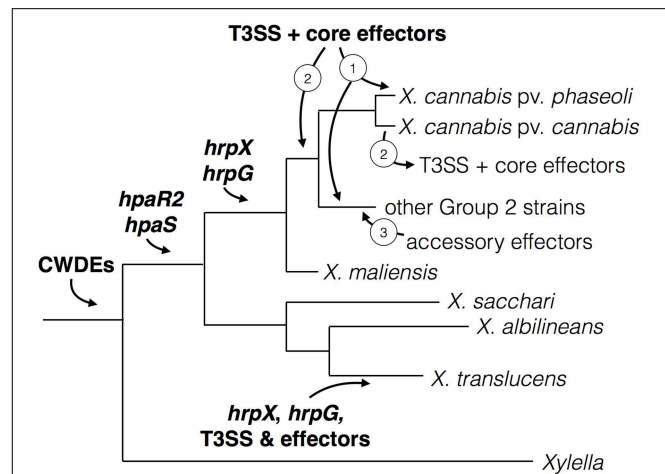 T3SS + core effectors
1
2
X. cannabis pv. phaseoli
X. cannabis pv. cannabis
hrpX
hrpG
2
T3SS + core effectors
hpaR2
hpaS
other Group 2 strains
3
accessory effectors
CWDEs
X. maliensis
X. sacchari
X. albilineans
X. translucens
hrpX, hrpG,
T3SS & effectors
Xylella